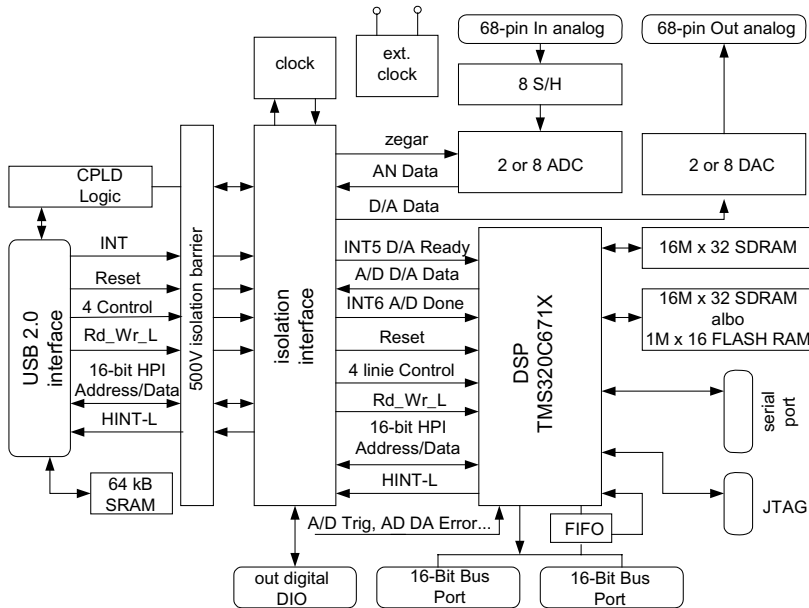 68-pin In analog
68-pin Out analog
clock
ext.
clock
8 S/H
zegar
AN Data
2 or 8 ADC
2 or 8 DAC
D/A Data
CPLD
Logic
500V isolation barrier
isolation
interface
USB 2.0
interface
INT
Reset
4 Control
Rd_Wr_L
16-bit HPI
Address/Data
HINT-L
64 kB
SRAM
INT5 D/A Ready
A/D D/A Data
INT6 A/D Done
Reset
4 linie Control
Rd_Wr_L
16-bit HPI
Address/Data
HINT-L
A/D Trig, AD DA Error...
DSP
TMS320C671X
16M x 32 SDRAM
16M x 32 SDRAM
albo
1M x 16 FLASH RAM
serial
port
JTAG
FIFO
out digital
DIO
16-Bit Bus
Port
16-Bit Bus
Port